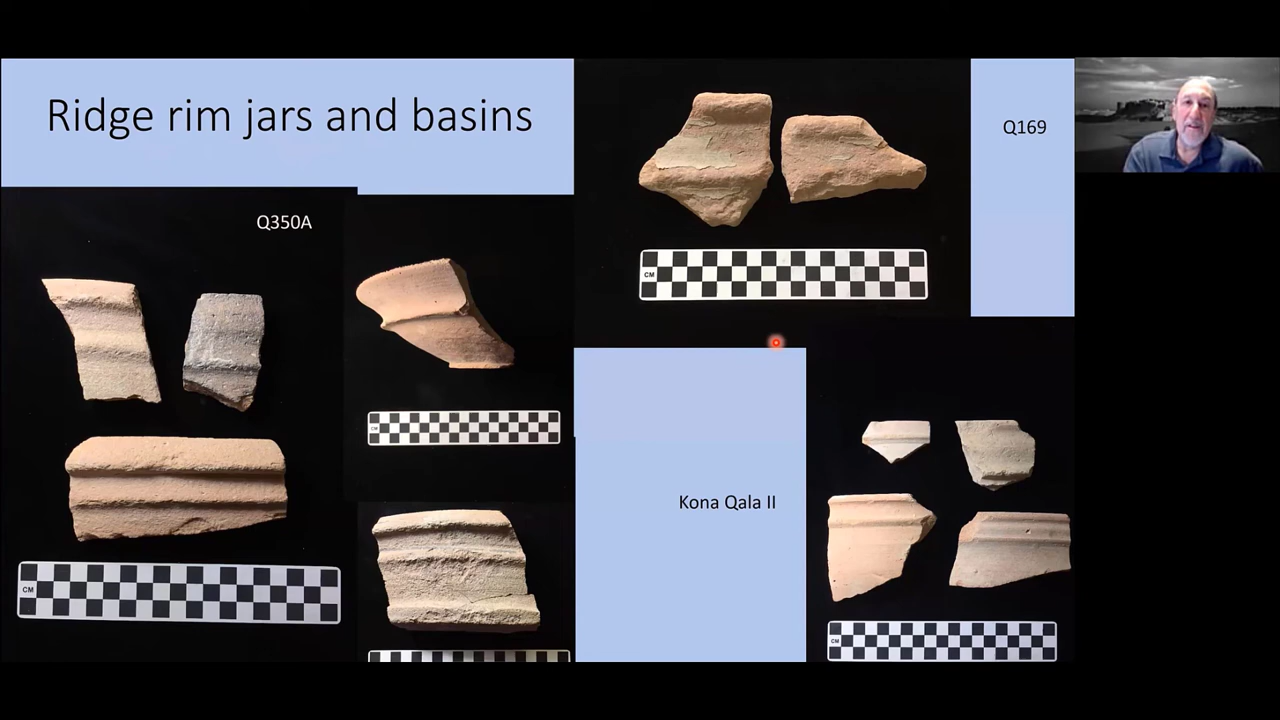 Ridge rim jars and basins
Q169
Q350A
CM
CM
Kona Qala II
CM
CM